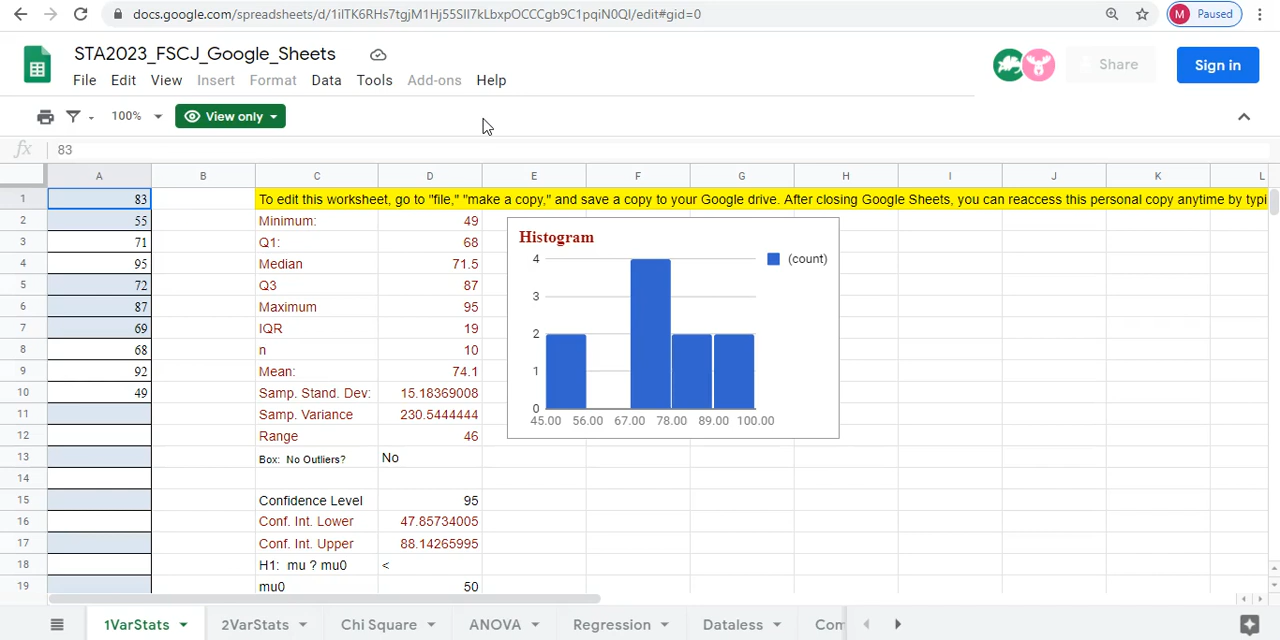 docs.google.com/spreadsheets/d/1iITK6RHs7tgjM1Hj55SII7kLbxpOCCCgb9C1pqiN0QI/edit#gid=0
M Paused
STA2023_FSCJ_Google_Sheets
File Edit View Insert Format Data Tools Add-ons Help
Share
Sign in
100% View only
fx 83
A B C D E F G H I J K L
1 83 To edit this worksheet, go to "file," "make a copy," and save a copy to your Google drive. After closing Google Sheets, you can reaccess this personal copy anytime by typi
2 55 Minimum: 49
3 71 Q1: 68
4 95 Median 71.5
5 72 Q3 87
6 87 Maximum 95
7 69 IQR 19
8 68 n 10
9 92 Mean: 74.1
10 49 Samp. Stand. Dev: 15.18369008
11 Samp. Variance 230.5444444
12 Range 46
13 Box: No Outliers? No
14
15 Confidence Level 95
16 Conf. Int. Lower 47.85734005
17 Conf. Int. Upper 88.14265995
18 H1: mu ? mu0 <
19 mu0 50
Histogram
(count)
4
3
2
1
0
45.00 56.00 67.00 78.00 89.00 100.00
1VarStats 2VarStats Chi Square ANOVA Regression Dataless Com